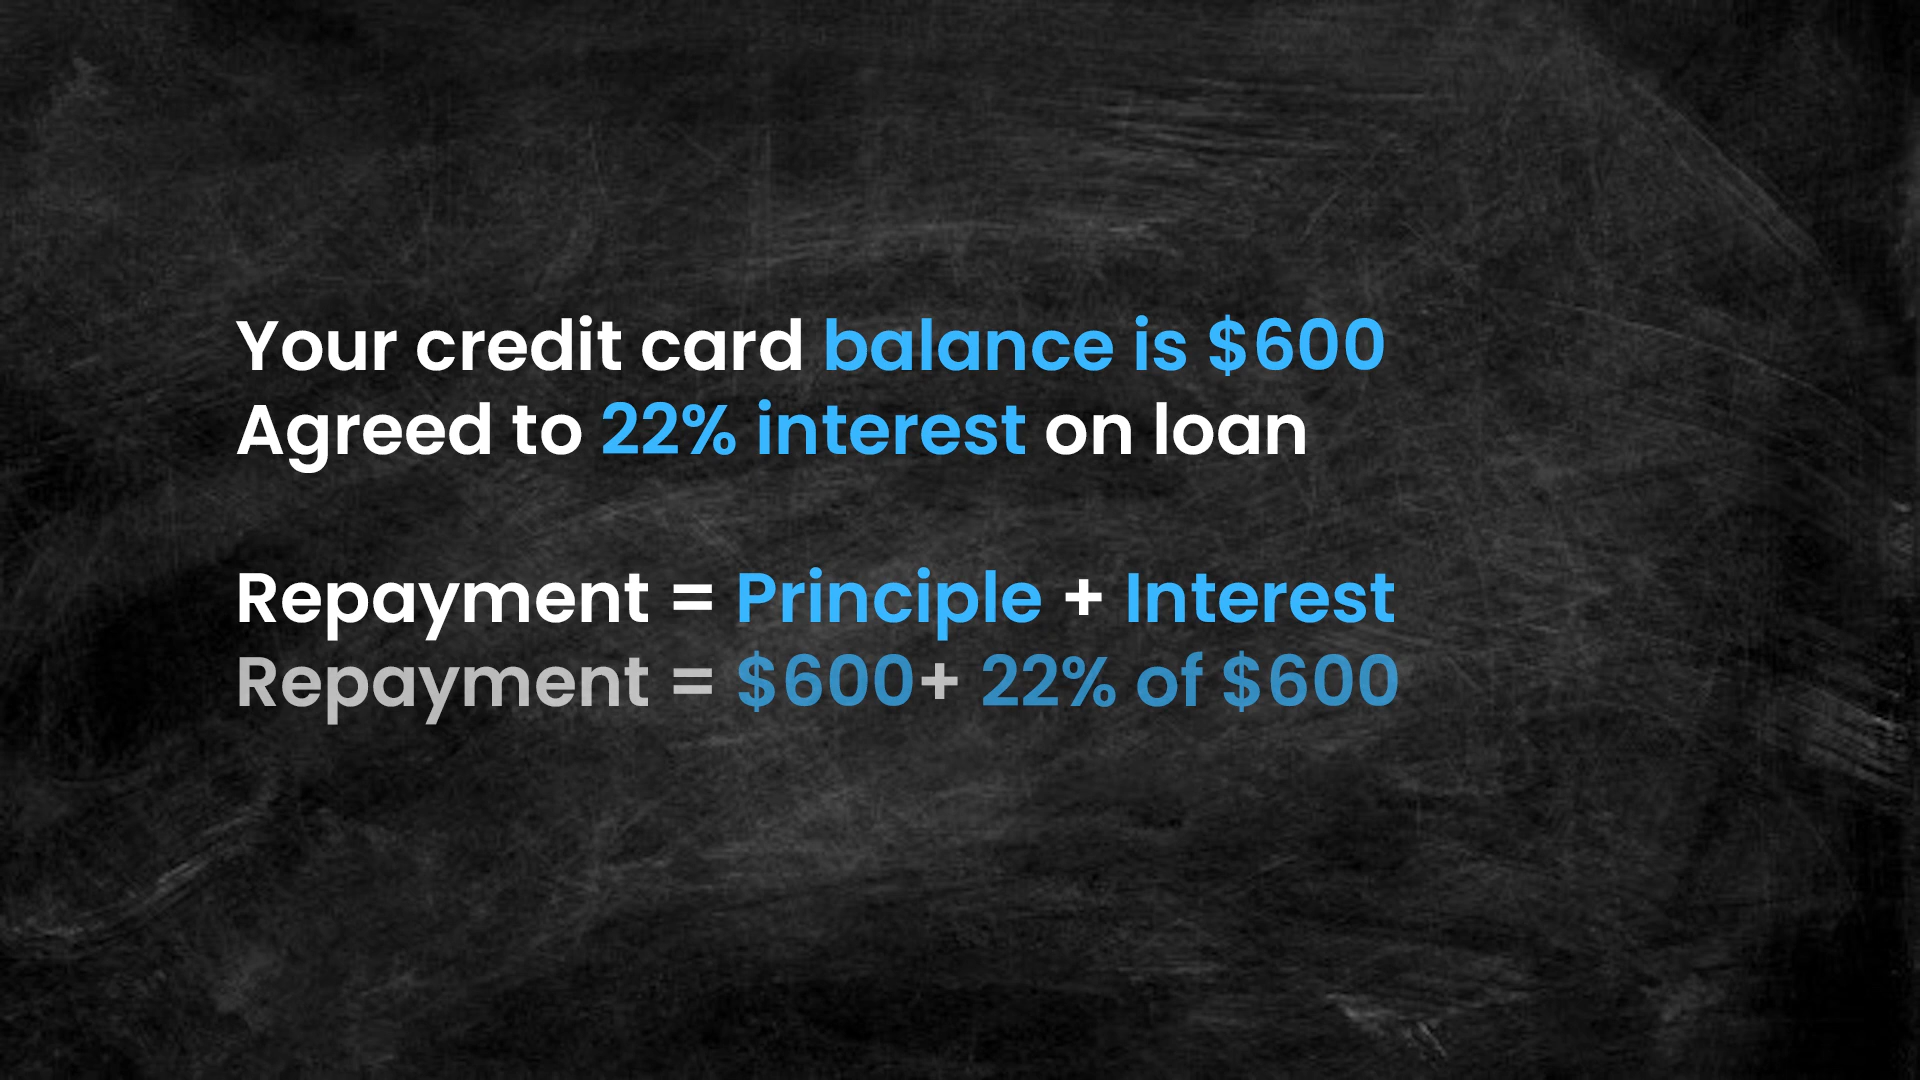 Your credit card balance is $600
Agreed to 22% interest on loan
Repayment = Principle + Interest
Repayment = $600+ 22% of $600